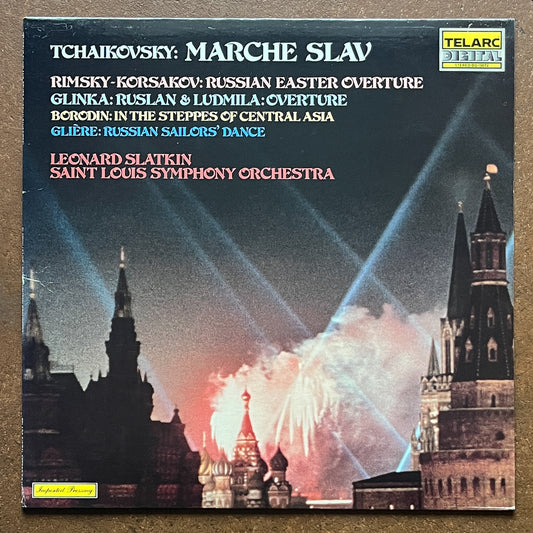 TCHAIKOVSKY: MARCHE SLAV
TELARC
DIGITAL
RIMSKY-KORSAKOV: RUSSIAN EASTER OVERTURE
GLINKA: RUSLAN & LUDMILA: OVERTURE
BORODIN: IN THE STEPPES OF CENTRAL ASIA
GLIÈRE: RUSSIAN SAILORS' DANCE
LEONARD SLATKIN
SAINT LOUIS SYMPHONY ORCHESTRA
Imported Pressing